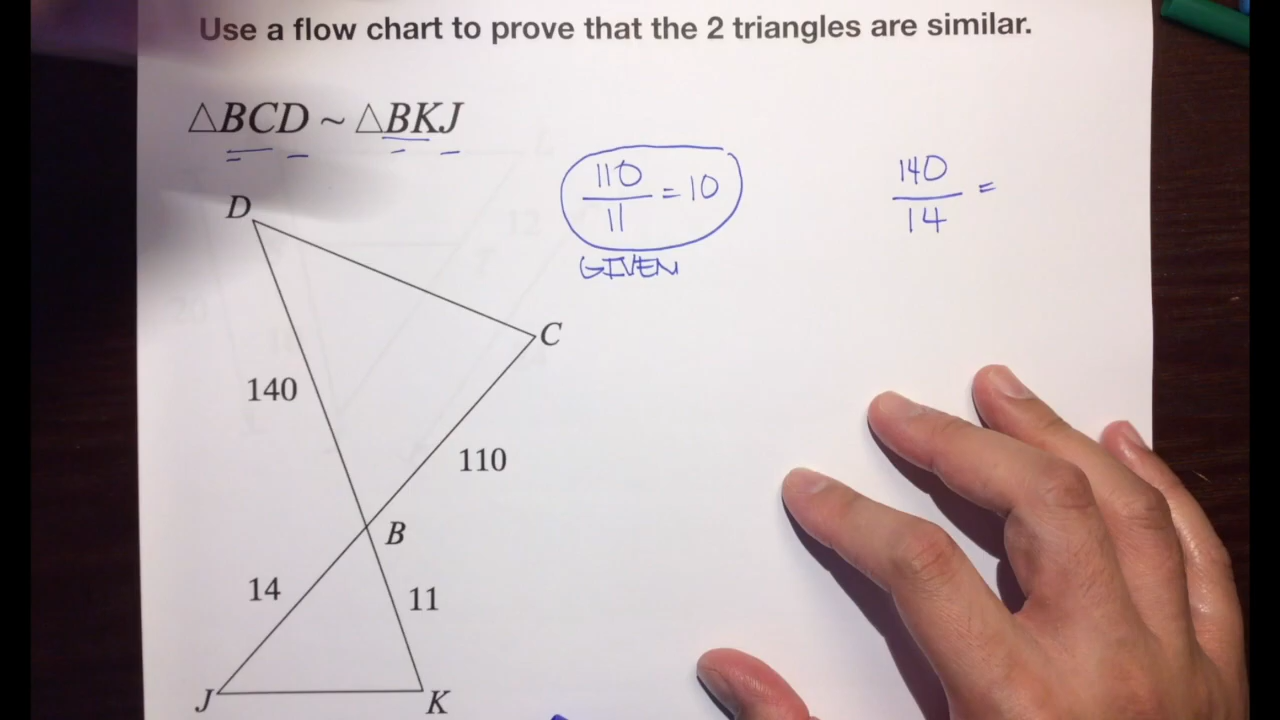 Use a flow chart to prove that the 2 triangles are similar.
△BCD ~ △BKJ
110/11 = 10
GIVEN
140/14 =
D
C
140
110
B
14
11
J
K